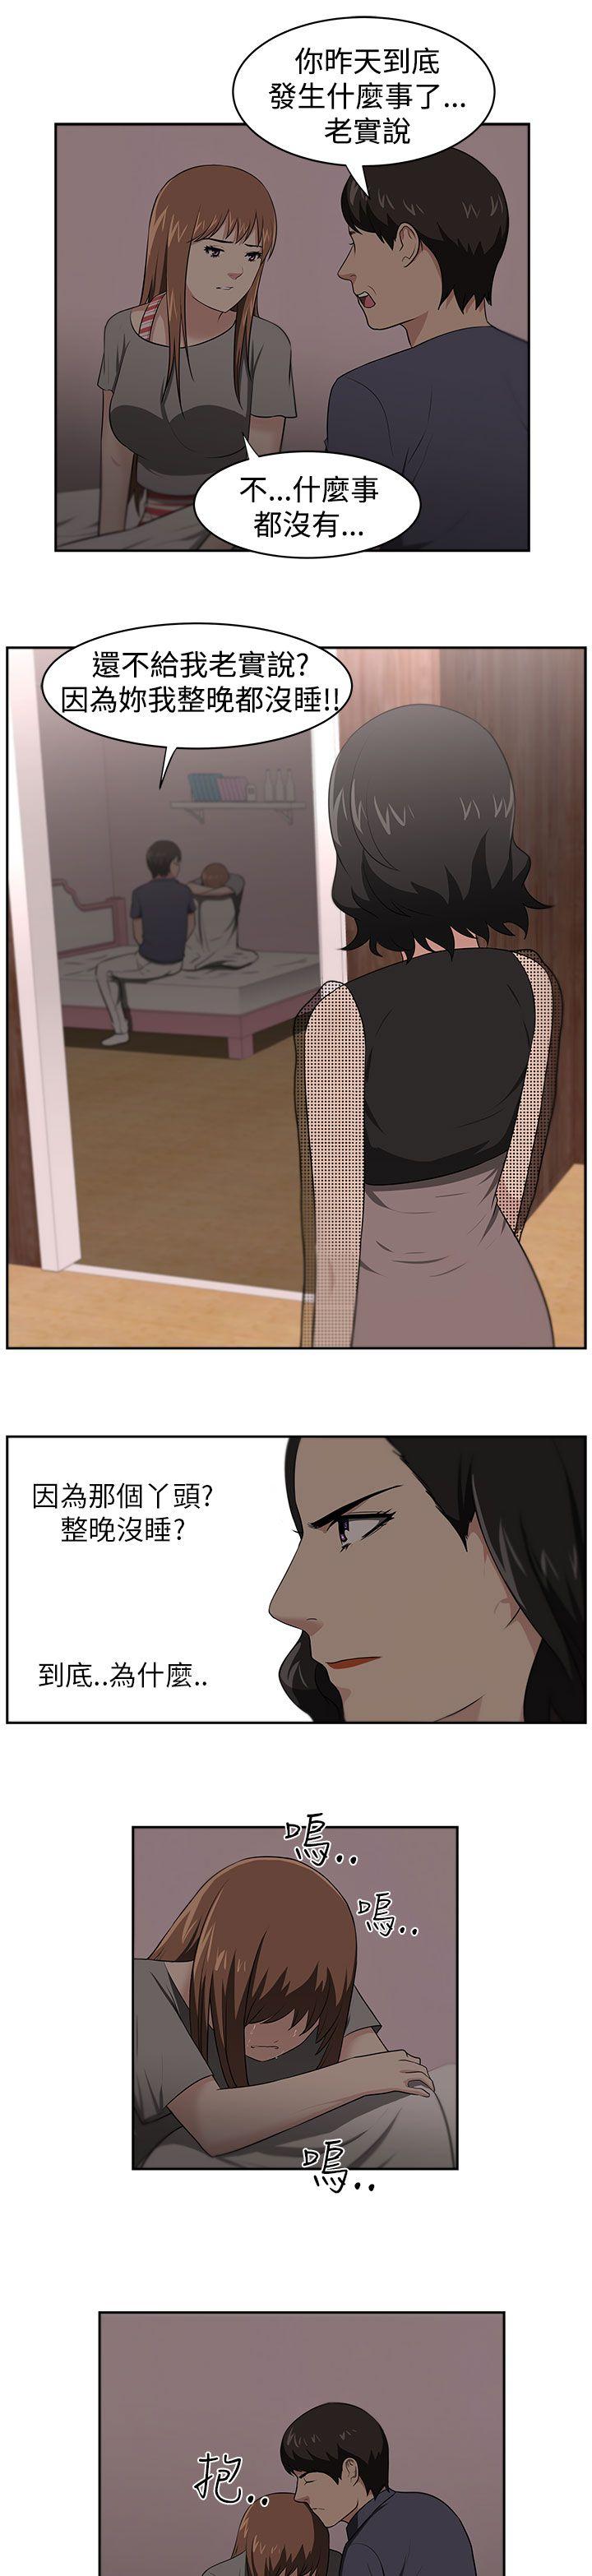 你昨天到底
發生什麼事了...
老實說
不...什麼事
都沒有...
還不給我老實說?
因為妳我整晚都沒睡!!
因為那個丫頭?
整晚沒睡?
到底..為什麼..
嗚..
嗚..
嗚..
抱..